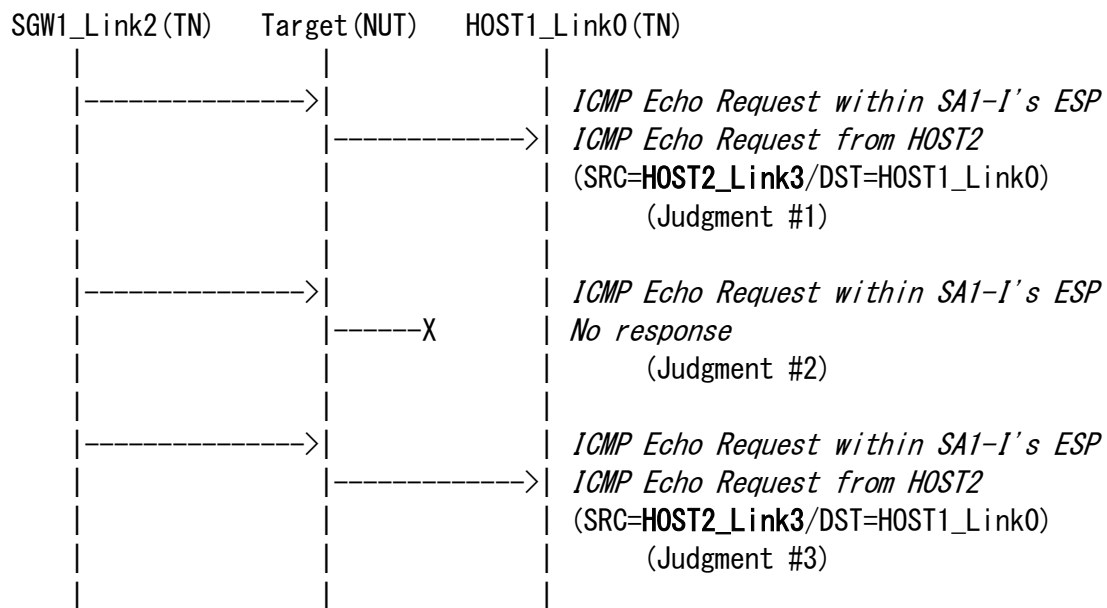 SGW1_Link2(TN)    Target(NUT)    HOST1_Link0(TN)
|                |              |
|--------------->|              | ICMP Echo Request within SA1-I's ESP
|                |------------->| ICMP Echo Request from HOST2
|                |              | (SRC=HOST2_Link3/DST=HOST1_Link0)
|                |              |      (Judgment #1)
|                |              |
|--------------->|              | ICMP Echo Request within SA1-I's ESP
|                |------X       | No response
|                |              |      (Judgment #2)
|                |              |
|--------------->|              | ICMP Echo Request within SA1-I's ESP
|                |------------->| ICMP Echo Request from HOST2
|                |              | (SRC=HOST2_Link3/DST=HOST1_Link0)
|                |              |      (Judgment #3)
|                |              |